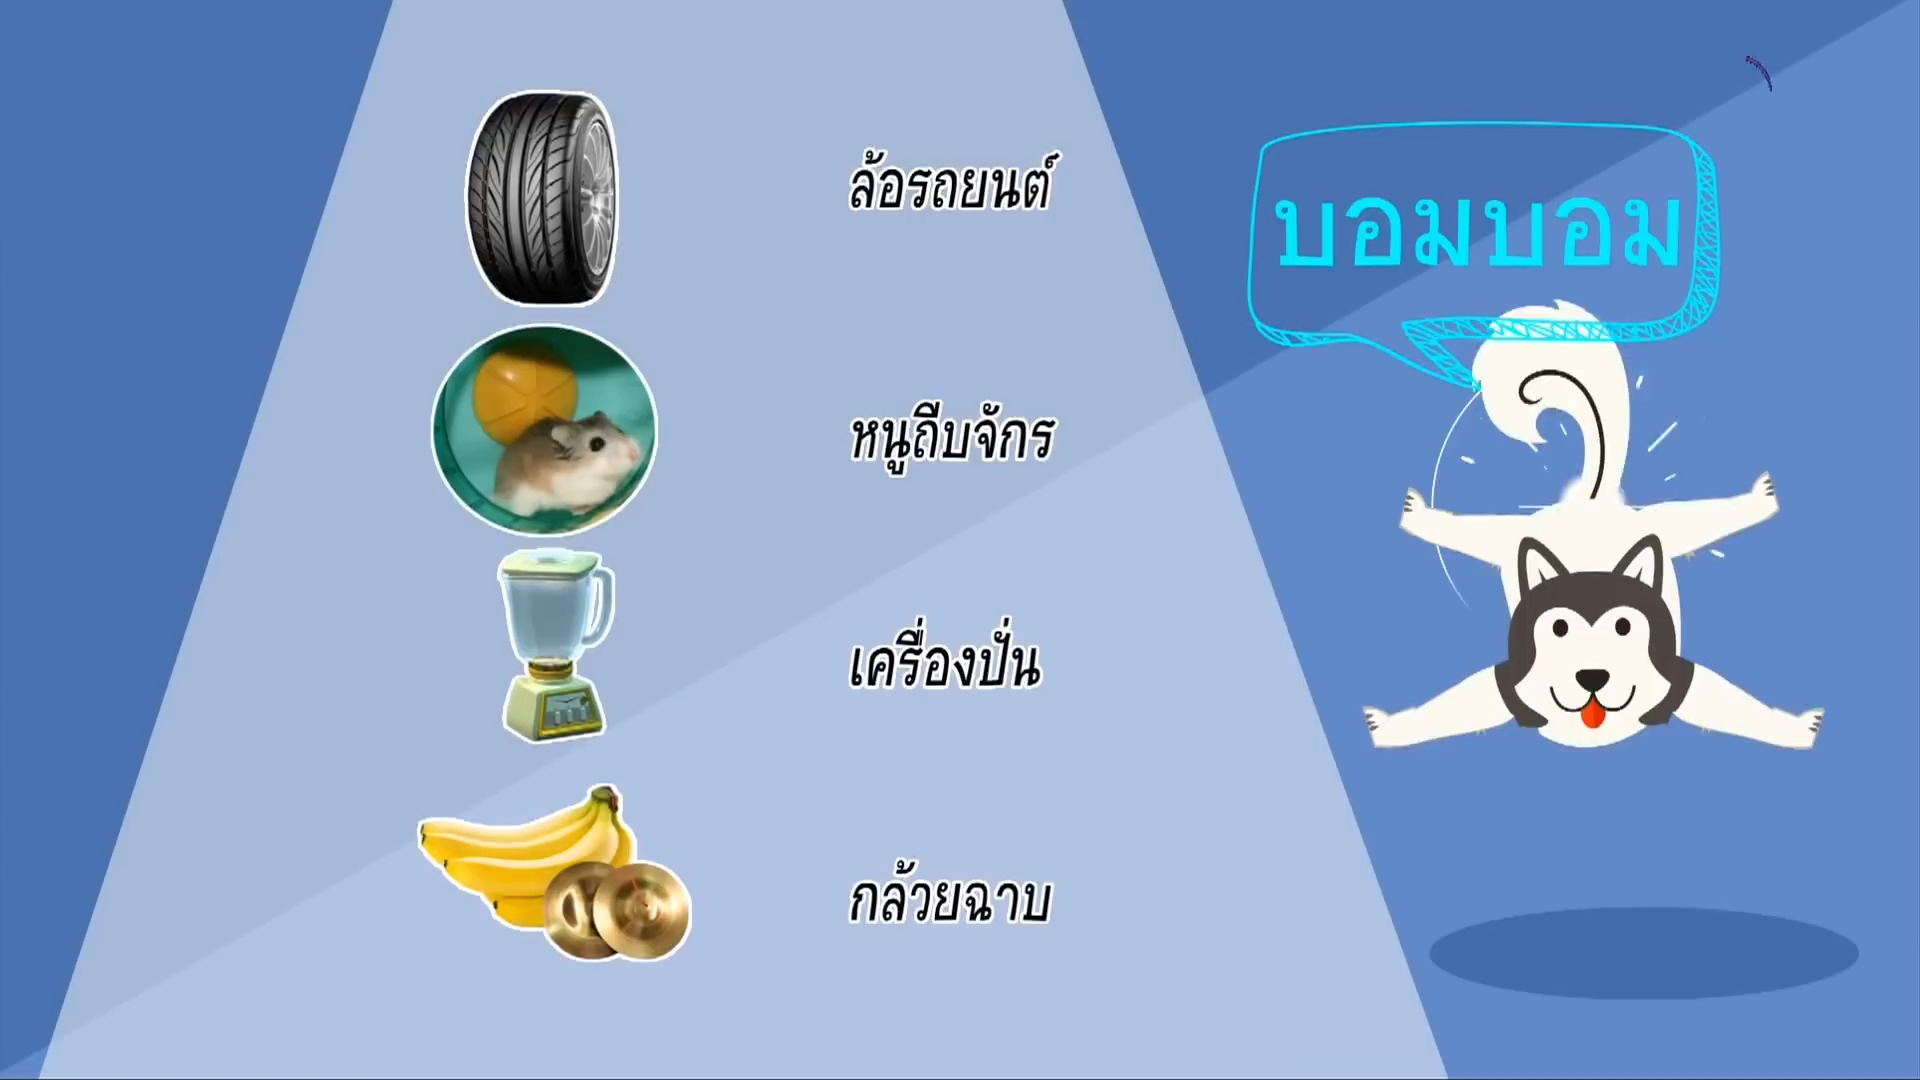 ล้อรถยนต์
หนูถีบจักร
เครื่องปั่น
กล้วยฉาบ
บอมบอม